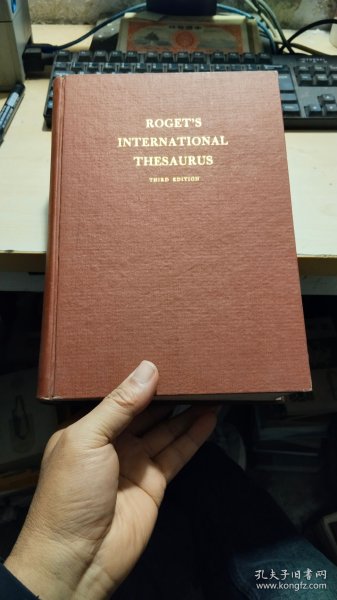 ROGET'S
INTERNATIONAL
THESAURUS
THIRD EDITION
孔夫子旧书网
www.kongfz.com